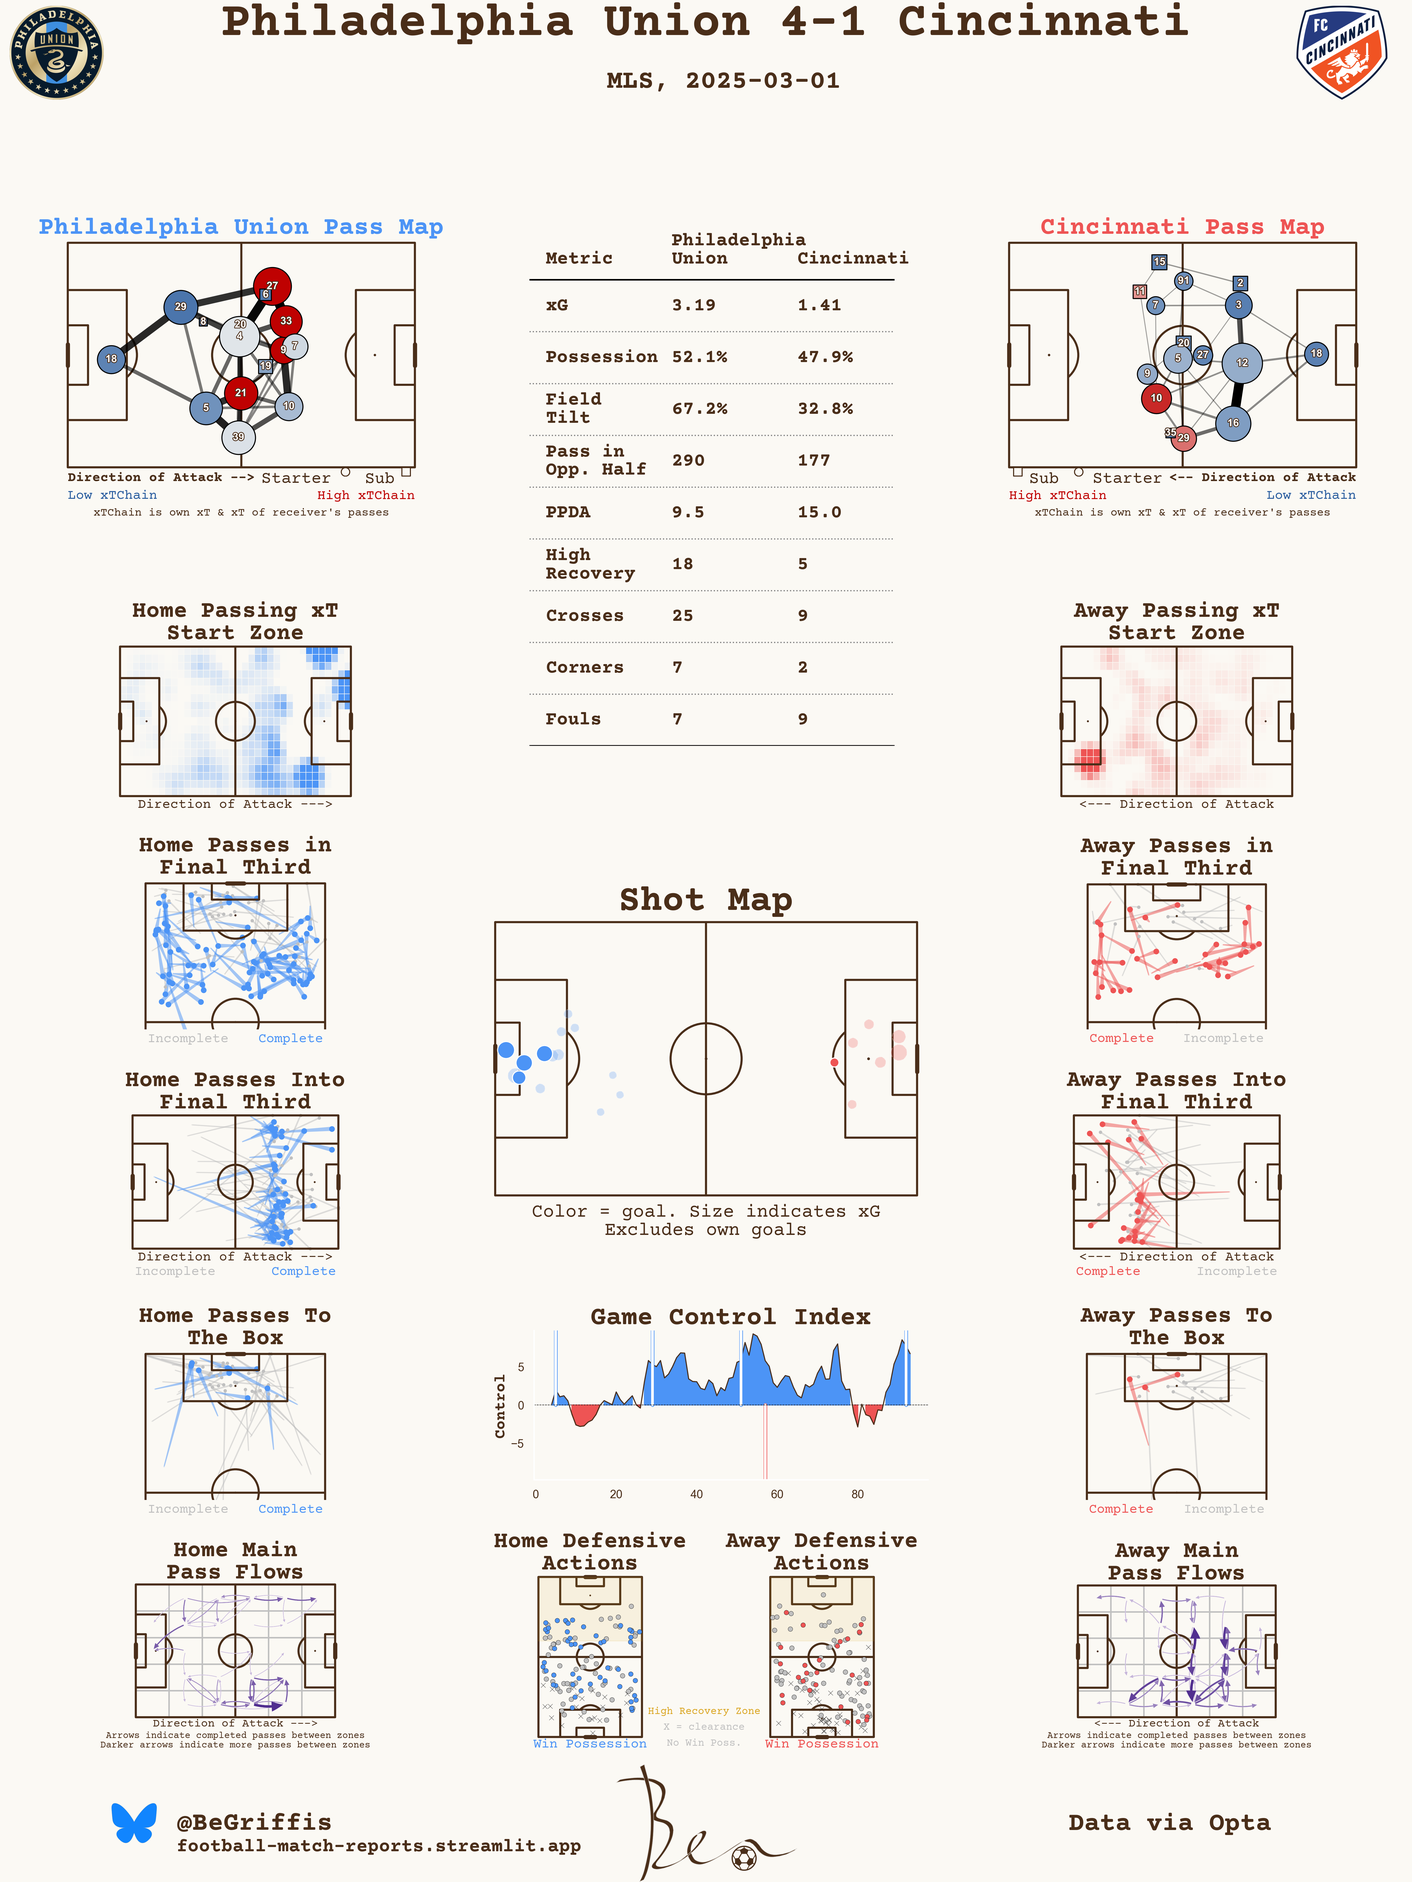 Philadelphia Union 4-1 Cincinnati
MLS, 2025-03-01
PHILADELPHIA
UNION
FC
CINCINNATI
Philadelphia Union Pass Map
27
6
29
8
20
4
33
9
7
18
19
21
5
10
39
Direction of Attack --> Starter Sub
Low xTChain High xTChain
xTChain is own xT & xT of receiver's passes
Metric Philadelphia Union Cincinnati
xG 3.19 1.41
Possession 52.1% 47.9%
Field Tilt 67.2% 32.8%
Pass in Opp. Half 290 177
PPDA 9.5 15.0
High Recovery 18 5
Crosses 25 9
Corners 7 2
Fouls 7 9
Cincinnati Pass Map
15
91
2
11
7
3
20
5
27
12
18
9
10
16
35
29
Sub Starter <-- Direction of Attack
High xTChain Low xTChain
xTChain is own xT & xT of receiver's passes
Home Passing xT
Start Zone
Direction of Attack --->
Away Passing xT
Start Zone
<--- Direction of Attack
Home Passes in
Final Third
Incomplete Complete
Away Passes in
Final Third
Complete Incomplete
Shot Map
Color = goal. Size indicates xG
Excludes own goals
Home Passes Into
Final Third
Direction of Attack --->
Incomplete Complete
Away Passes Into
Final Third
<--- Direction of Attack
Complete Incomplete
Home Passes To
The Box
Incomplete Complete
Game Control Index
Control
5
0
−5
0 20 40 60 80
Away Passes To
The Box
Complete Incomplete
Home Main
Pass Flows
Direction of Attack --->
Arrows indicate completed passes between zones
Darker arrows indicate more passes between zones
Home Defensive
Actions
Win Possession
High Recovery Zone
X = clearance
No Win Poss.
Away Defensive
Actions
Win Possession
Away Main
Pass Flows
<--- Direction of Attack
Arrows indicate completed passes between zones
Darker arrows indicate more passes between zones
@BeGriffis
football-match-reports.streamlit.app
Ben
Data via Opta